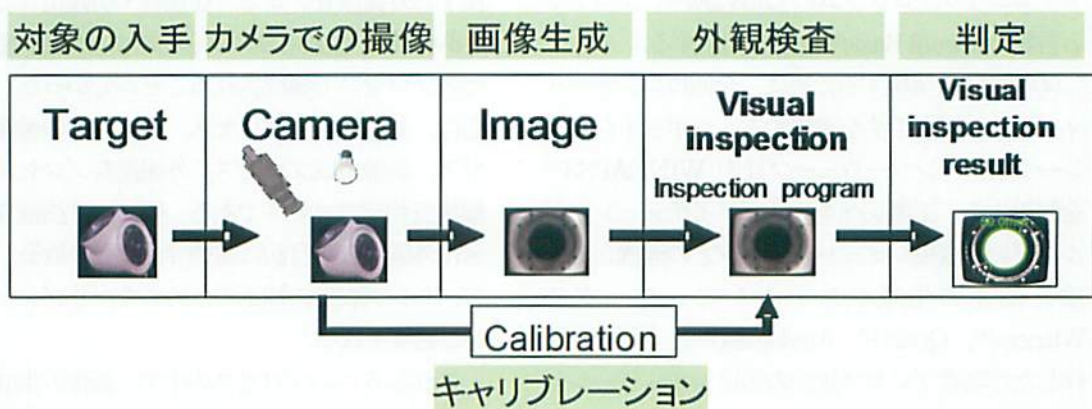 対象の入手 カメラでの撮像 画像生成 外観検査 判定
Target Camera Image Visual inspection Visual inspection result
Inspection program
Calibration
キャリブレーション